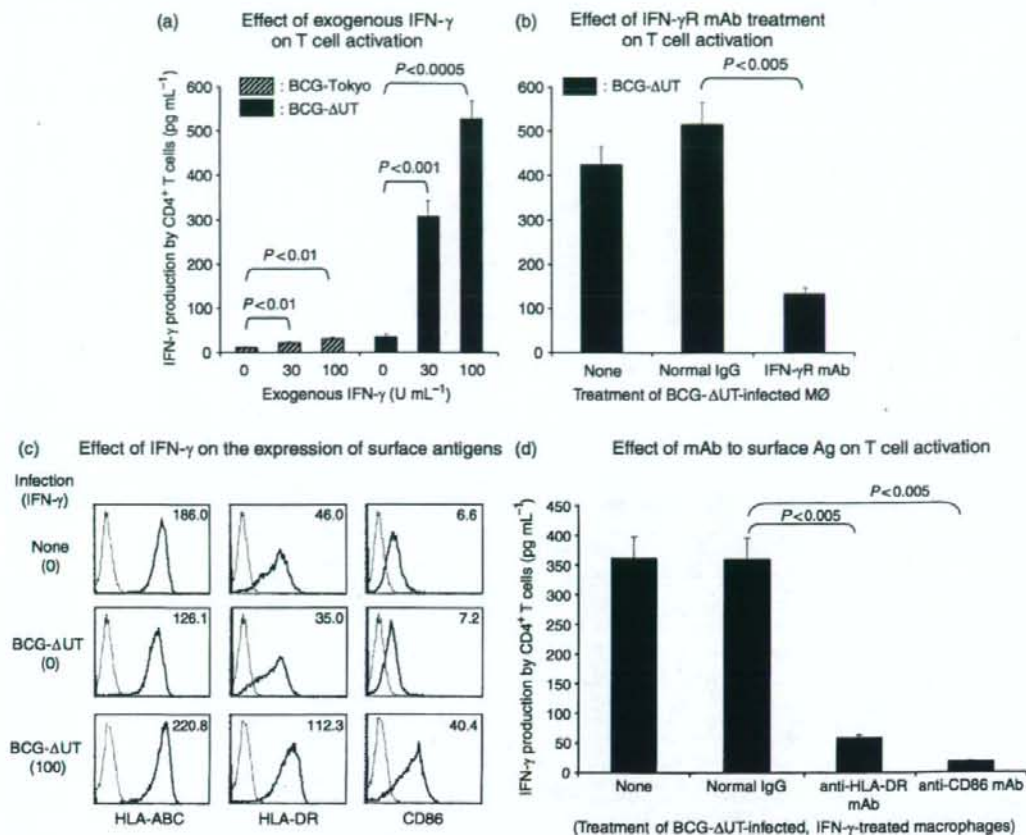 (a)
Effect of exogenous IFN-γ
on T cell activation
P<0.0005
: BCG-Tokyo
: BCG-ΔUT
P<0.001
P<0.01
P<0.01
IFN-γ production by CD4+ T cells (pg mL−1)
600
500
400
300
200
100
0
0 30 100 0 30 100
Exogenous IFN-γ (U mL−1)
(b)
Effect of IFN-γR mAb treatment
on T cell activation
P<0.005
: BCG-ΔUT
600
500
400
300
200
100
0
None Normal IgG IFN-γR mAb
Treatment of BCG-ΔUT-infected MØ
(c) Effect of IFN-γ on the expression of surface antigens
Infection
(IFN-γ)
None
(0)
186.0 46.0 6.6
BCG-ΔUT
(0)
126.1 35.0 7.2
BCG-ΔUT
(100)
220.8 112.3 40.4
HLA-ABC HLA-DR CD86
(d)
Effect of mAb to surface Ag on T cell activation
P<0.005
P<0.005
IFN-γ production by CD4+ T cells (pg mL−1)
450
400
350
300
250
200
150
100
50
0
None Normal IgG anti-HLA-DR anti-CD86 mAb
mAb
(Treatment of BCG-ΔUT-infected, IFN-γ-treated macrophages)